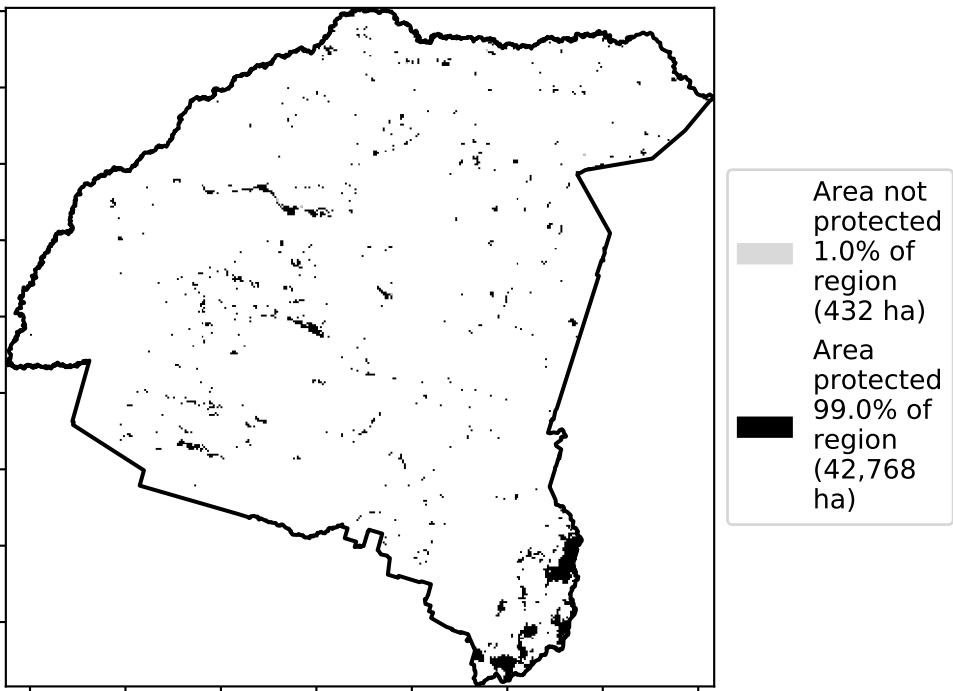 Area not
protected
1.0% of
region
(432 ha)
Area
protected
99.0% of
region
(42,768
ha)